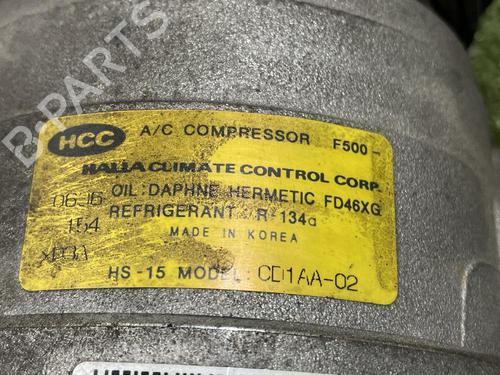 B-PARTS
HCC A/C COMPRESSOR F500-
HALLA CLIMATE CONTROL CORP.
06-16 OIL:DAPHNE HERMETIC FD46XG
154 REFRIGERANT R-134a
MADE IN KOREA
HS-15 MODEL: CD1AA-02